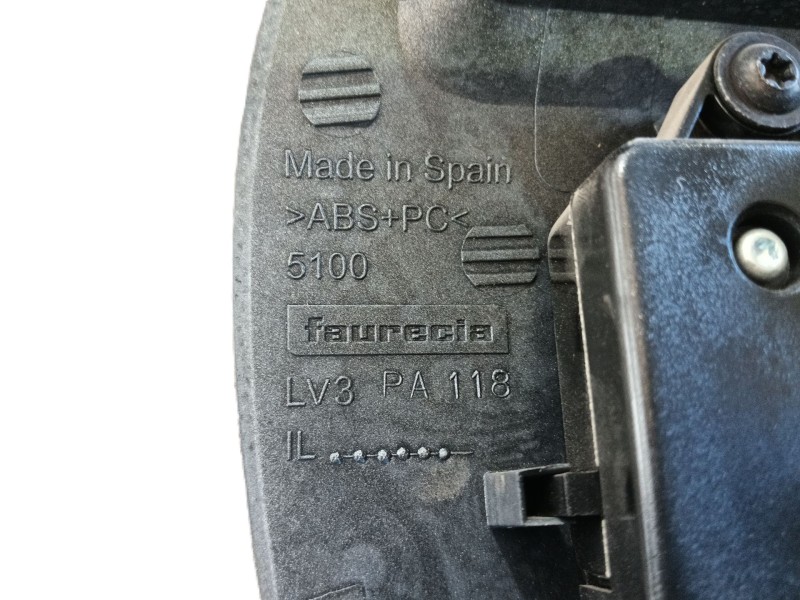 Made in Spain
>ABS+PC<
5100
faurecia
LV3 PA 118
IL